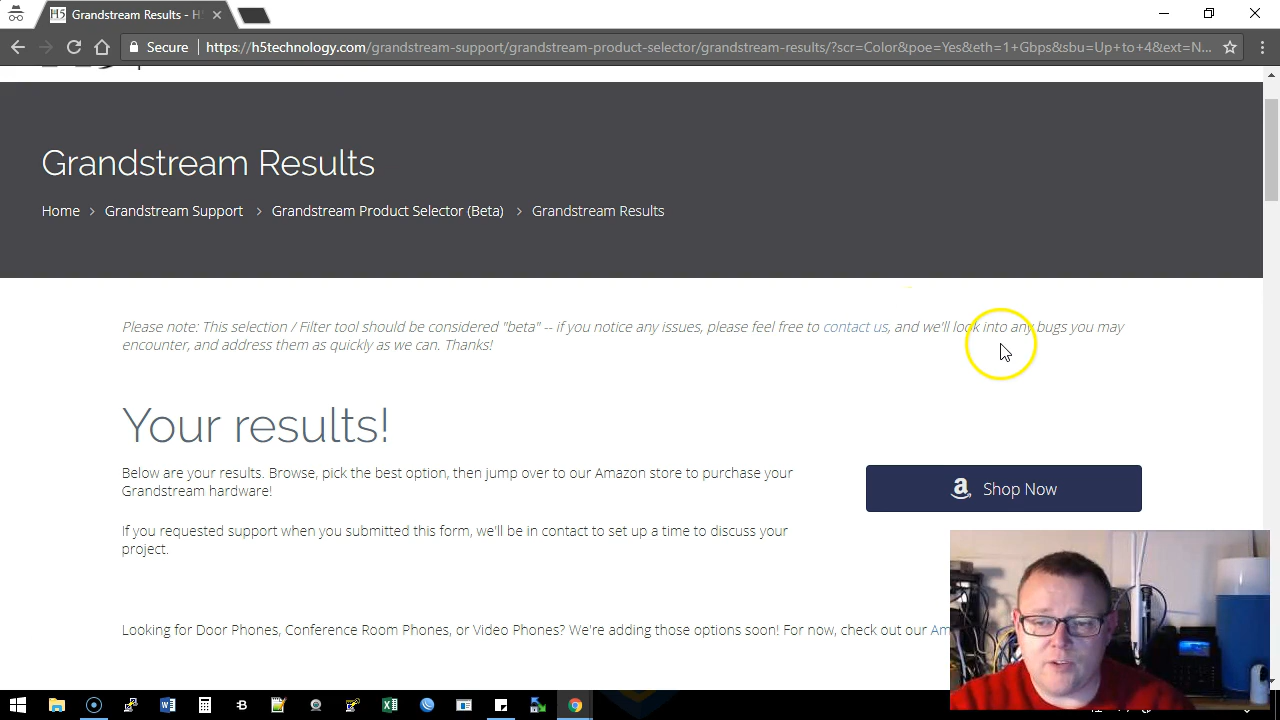 H5 Grandstream Results - H
Secure https://h5technology.com/grandstream-support/grandstream-product-selector/grandstream-results/?scr=Color&poe=Yes&eth=1+Gbps&sbu=Up+to+4&ext=N...
Grandstream Results
Home > Grandstream Support > Grandstream Product Selector (Beta) > Grandstream Results
Please note: This selection / Filter tool should be considered "beta" -- if you notice any issues, please feel free to contact us, and we'll look into any bugs you may
encounter, and address them as quickly as we can. Thanks!
Your results!
Below are your results. Browse, pick the best option, then jump over to our Amazon store to purchase your
Grandstream hardware!
Shop Now
If you requested support when you submitted this form, we'll be in contact to set up a time to discuss your
project.
Looking for Door Phones, Conference Room Phones, or Video Phones? We're adding those options soon! For now, check out our Am